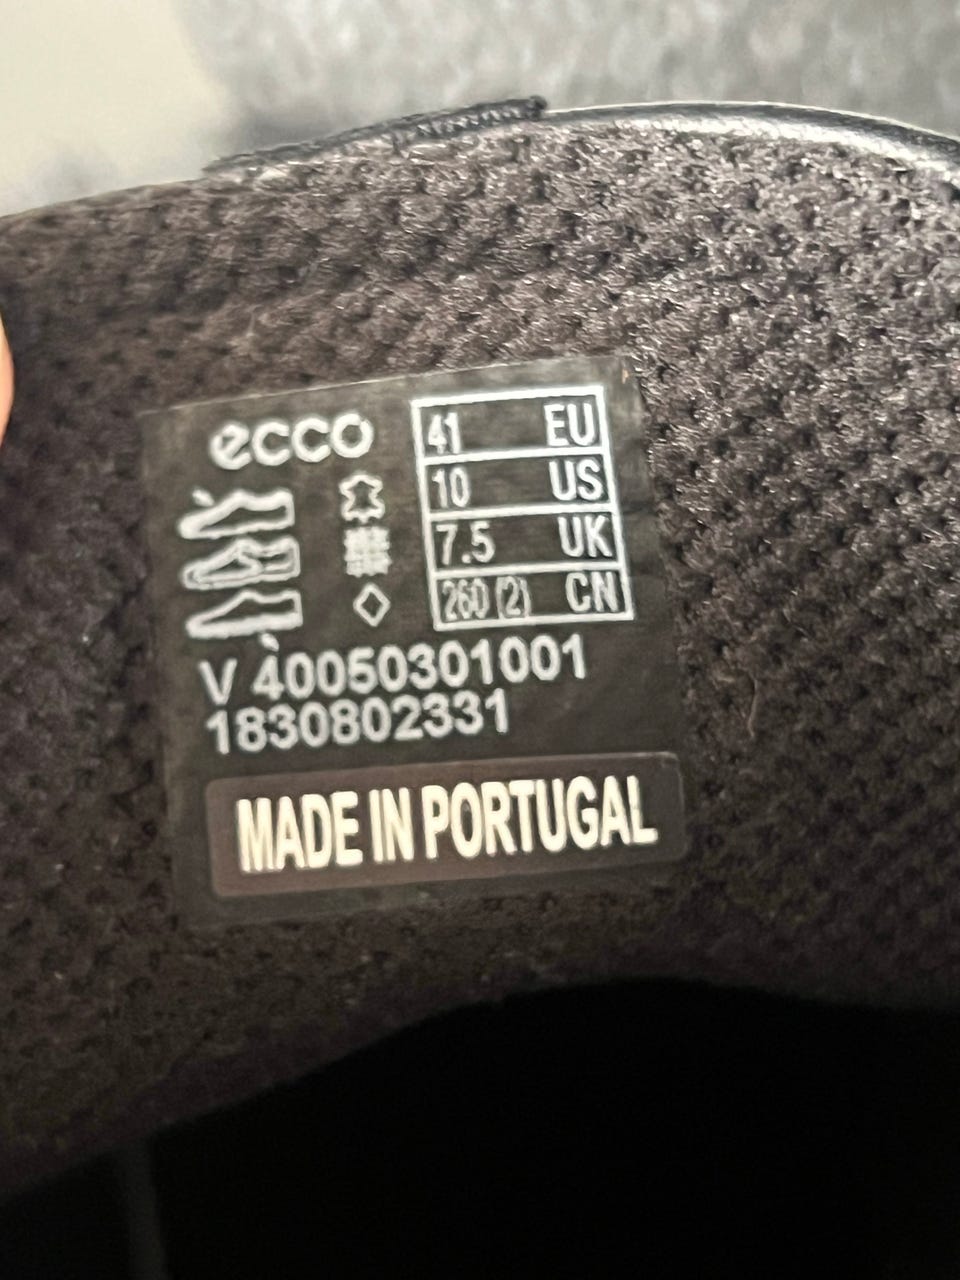 ecco
41 EU
10 US
7.5 UK
260 (2) CN
V 40050301001
1830802331
MADE IN PORTUGAL